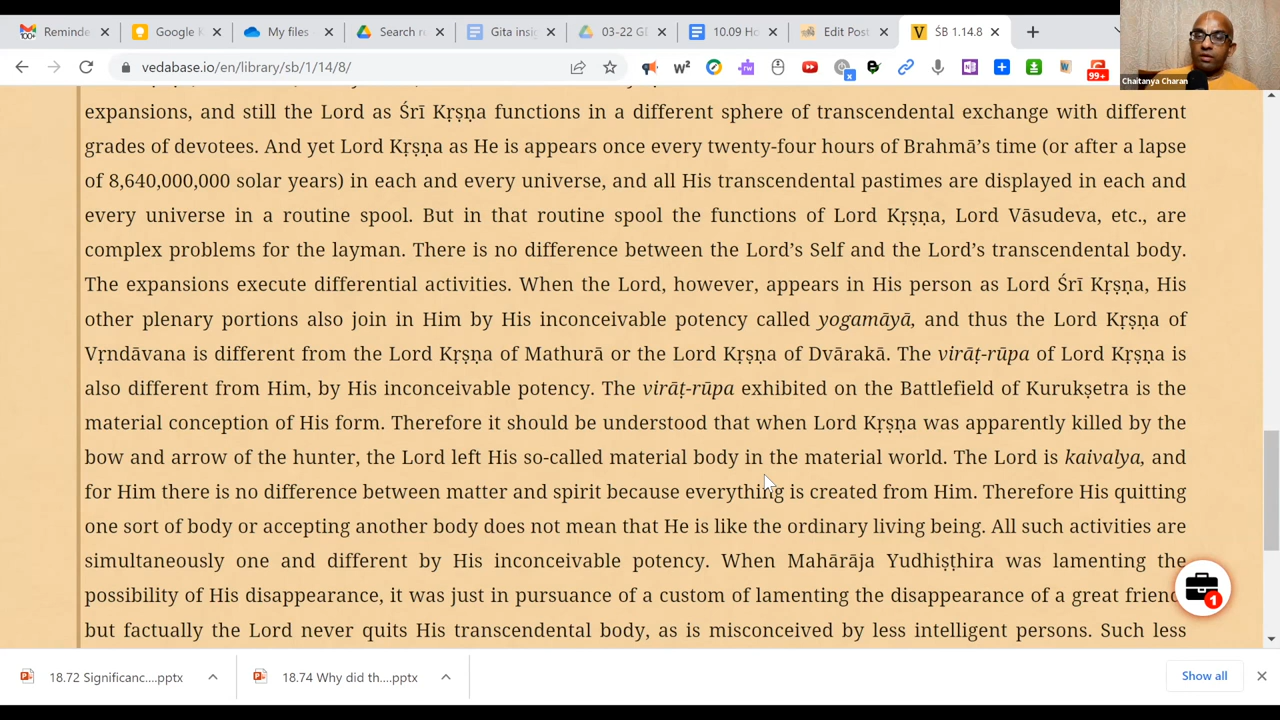 Reminde
Google K
My files
Search re
Gita insig
03-22 GD
10.09 Ho
Edit Post
ŚB 1.14.8
vedabase.io/en/library/sb/1/14/8/
99+
Chaitanya Charan
expansions, and still the Lord as Śrī Kṛṣṇa functions in a different sphere of transcendental exchange with different
grades of devotees. And yet Lord Kṛṣṇa as He is appears once every twenty-four hours of Brahmā's time (or after a lapse
of 8,640,000,000 solar years) in each and every universe, and all His transcendental pastimes are displayed in each and
every universe in a routine spool. But in that routine spool the functions of Lord Kṛṣṇa, Lord Vāsudeva, etc., are
complex problems for the layman. There is no difference between the Lord's Self and the Lord's transcendental body.
The expansions execute differential activities. When the Lord, however, appears in His person as Lord Śrī Kṛṣṇa, His
other plenary portions also join in Him by His inconceivable potency called yogamāyā, and thus the Lord Kṛṣṇa of
Vṛndāvana is different from the Lord Kṛṣṇa of Mathurā or the Lord Kṛṣṇa of Dvārakā. The virāṭ-rūpa of Lord Kṛṣṇa is
also different from Him, by His inconceivable potency. The virāṭ-rūpa exhibited on the Battlefield of Kurukṣetra is the
material conception of His form. Therefore it should be understood that when Lord Kṛṣṇa was apparently killed by the
bow and arrow of the hunter, the Lord left His so-called material body in the material world. The Lord is kaivalya, and
for Him there is no difference between matter and spirit because everything is created from Him. Therefore His quitting
one sort of body or accepting another body does not mean that He is like the ordinary living being. All such activities are
simultaneously one and different by His inconceivable potency. When Mahārāja Yudhiṣṭhira was lamenting the
possibility of His disappearance, it was just in pursuance of a custom of lamenting the disappearance of a great friend
but factually the Lord never quits His transcendental body, as is misconceived by less intelligent persons. Such less
1
18.72 Significanc....pptx
18.74 Why did th....pptx
Show all